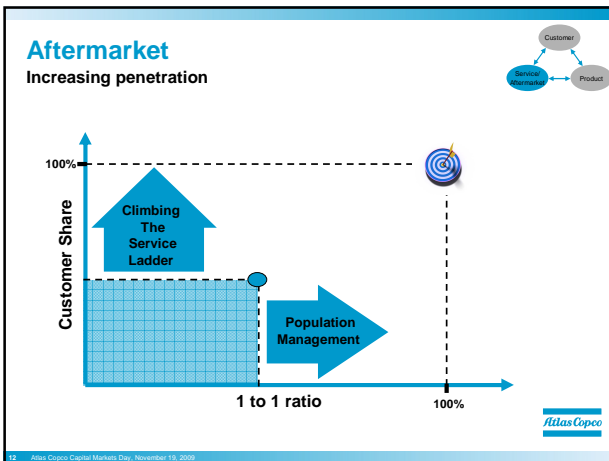 Aftermarket
Increasing penetration
Customer
Service/
Aftermarket
Product
100%
Customer Share
Climbing
The
Service
Ladder
Population
Management
1 to 1 ratio
100%
Atlas Copco
12 Atlas Copco Capital Markets Day, November 19, 2009